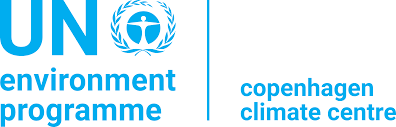 UN
environment
programme
copenhagen
climate centre